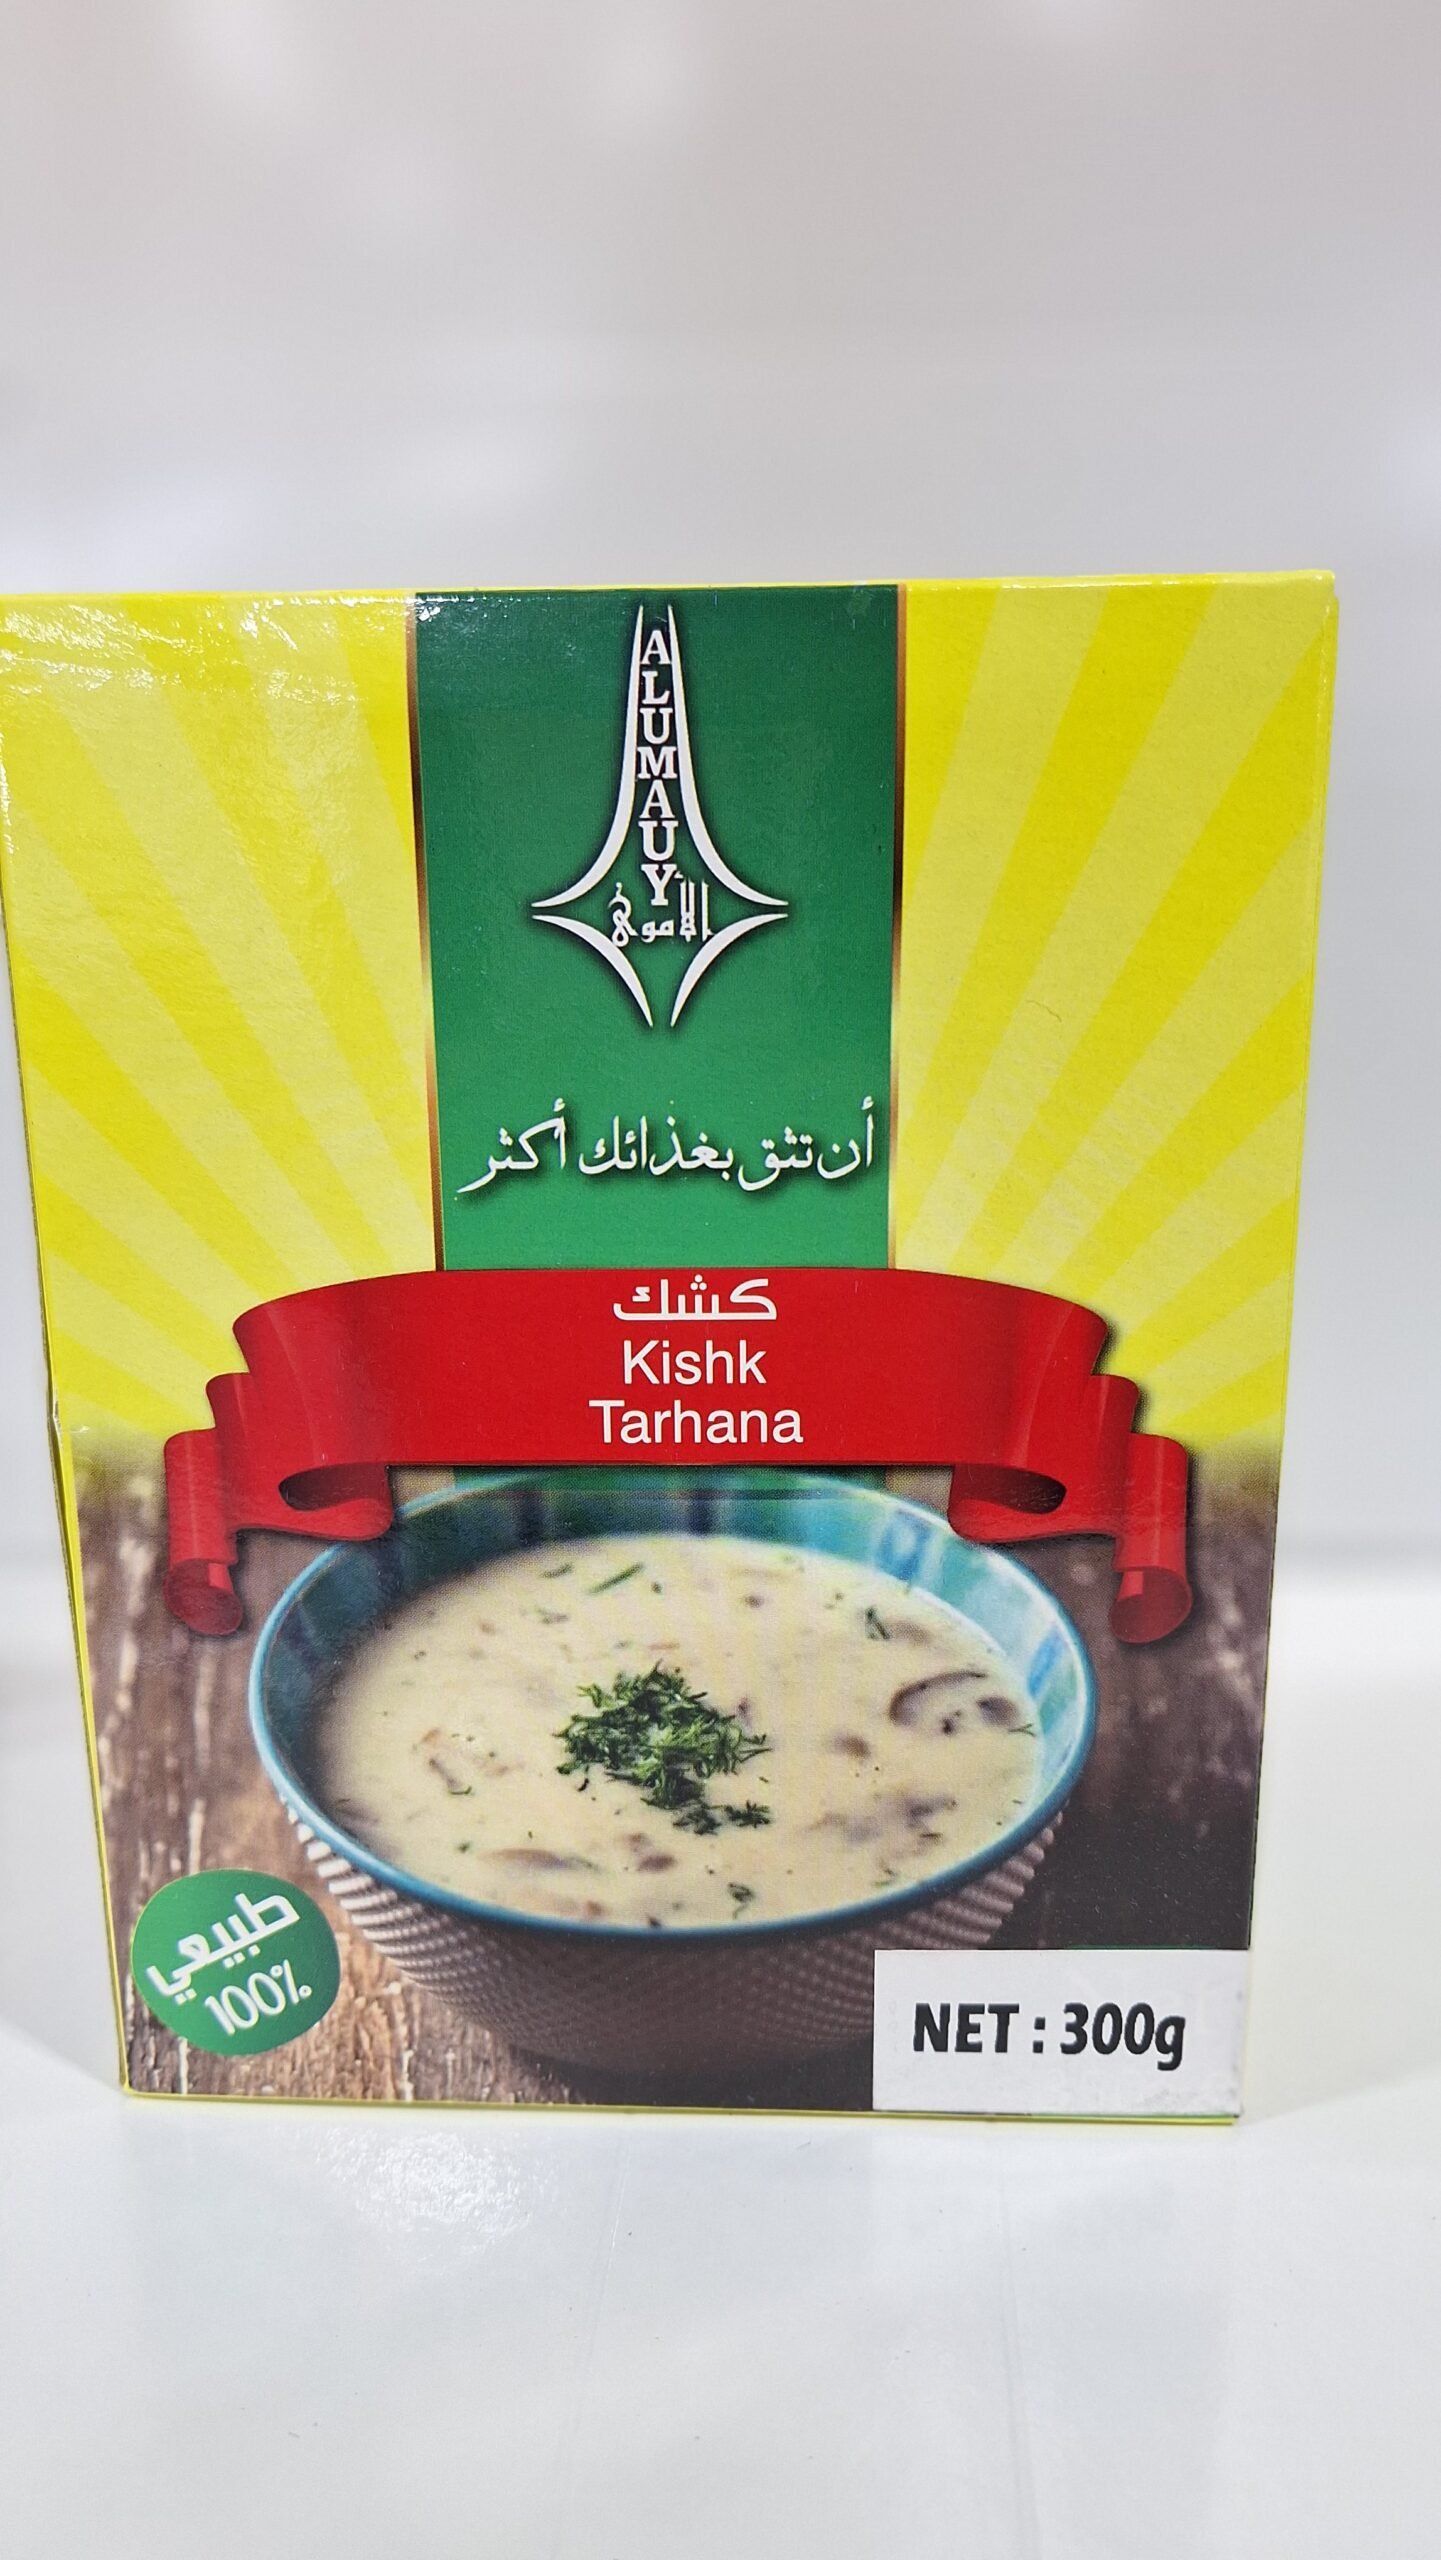 ALUMAUY
الأموي
أن تثق بغذائك أكثر
كشك
Kishk
Tarhana
طبيعي
100%
NET : 300g